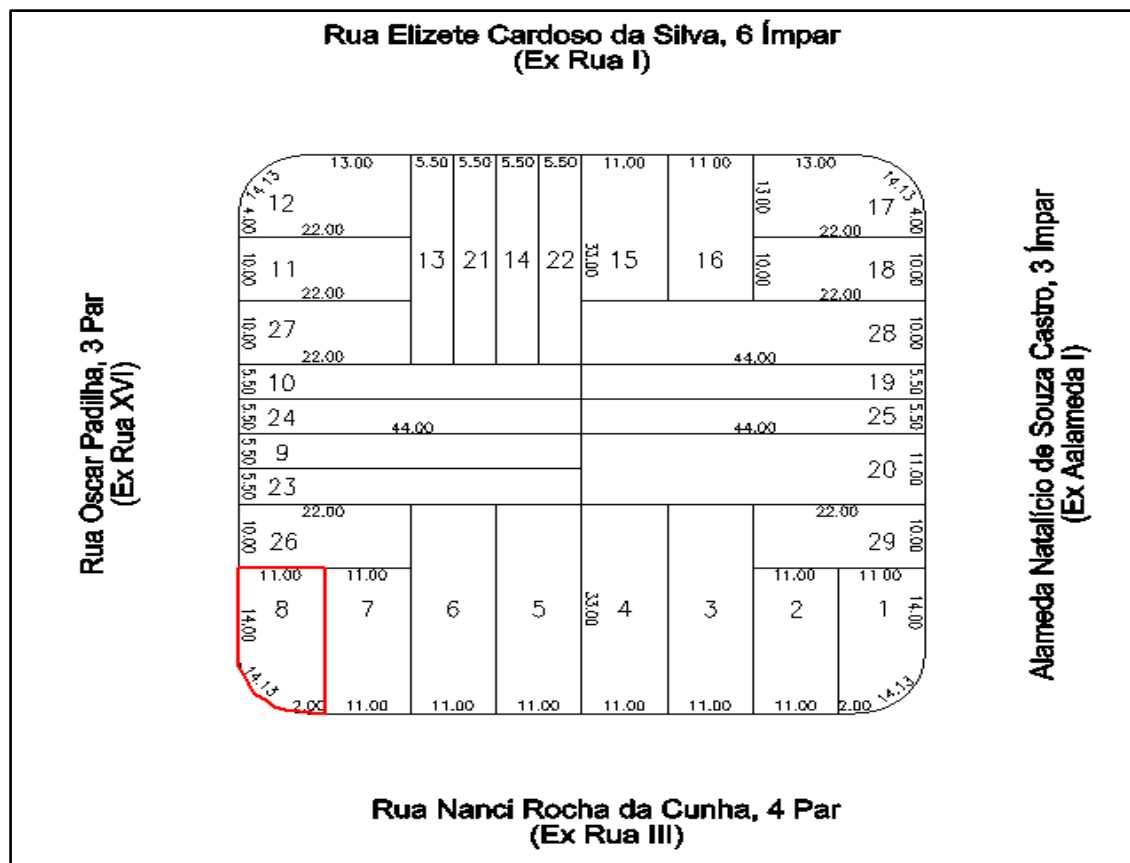 Rua Elizete Cardoso da Silva, 6 Ímpar
(Ex Rua I)
13.00 5.50 5.50 5.50 5.50 11.00 11.00 13.00
14.13 12 4.00 22.00
13.00 14.13 17 4.00 22.00
13 21 14 22 33.00 15 16
10.00 11 22.00
10.00 18 10.00 22.00
10.00 27 22.00
28 10.00 44.00
5.50 10
19 5.50
5.50 24 44.00
44.00 25 5.50
5.50 9
20 11.00
5.50 23
22.00 22.00
10.00 26
29 10.00
11.00 11.00 11.00 11.00
14.00 8 7 6 5 33.00 4 3 2 1 14.00
14.13 14.13
2.00 11.00 11.00 11.00 11.00 11.00 11.00 2.00
Rua Oscar Padilha, 3 Par
(Ex Rua XVI)
Alameda Natalício de Souza Castro, 3 Ímpar
(Ex Aalameda I)
Rua Nanci Rocha da Cunha, 4 Par
(Ex Rua III)